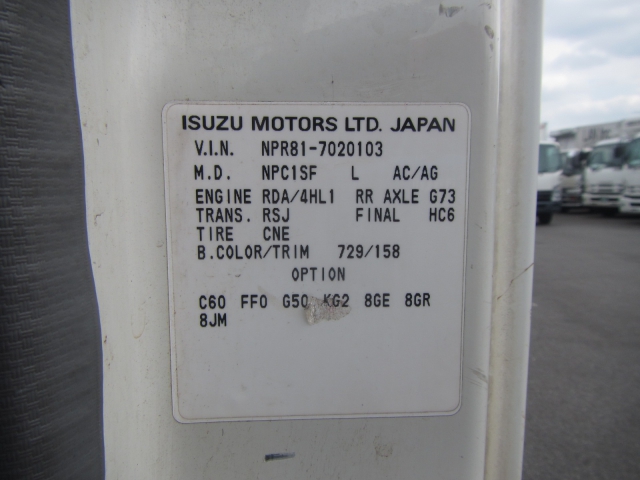 ISUZU MOTORS LTD. JAPAN
V.I.N. NPR81-7020103
M.D. NPC1SF L AC/AG
ENGINE RDA/4HL1 RR AXLE G73
TRANS. RSJ FINAL HC6
TIRE CNE
B.COLOR/TRIM 729/158
OPTION
C60 FF0 G50 KG2 8GE 8GR
8JM